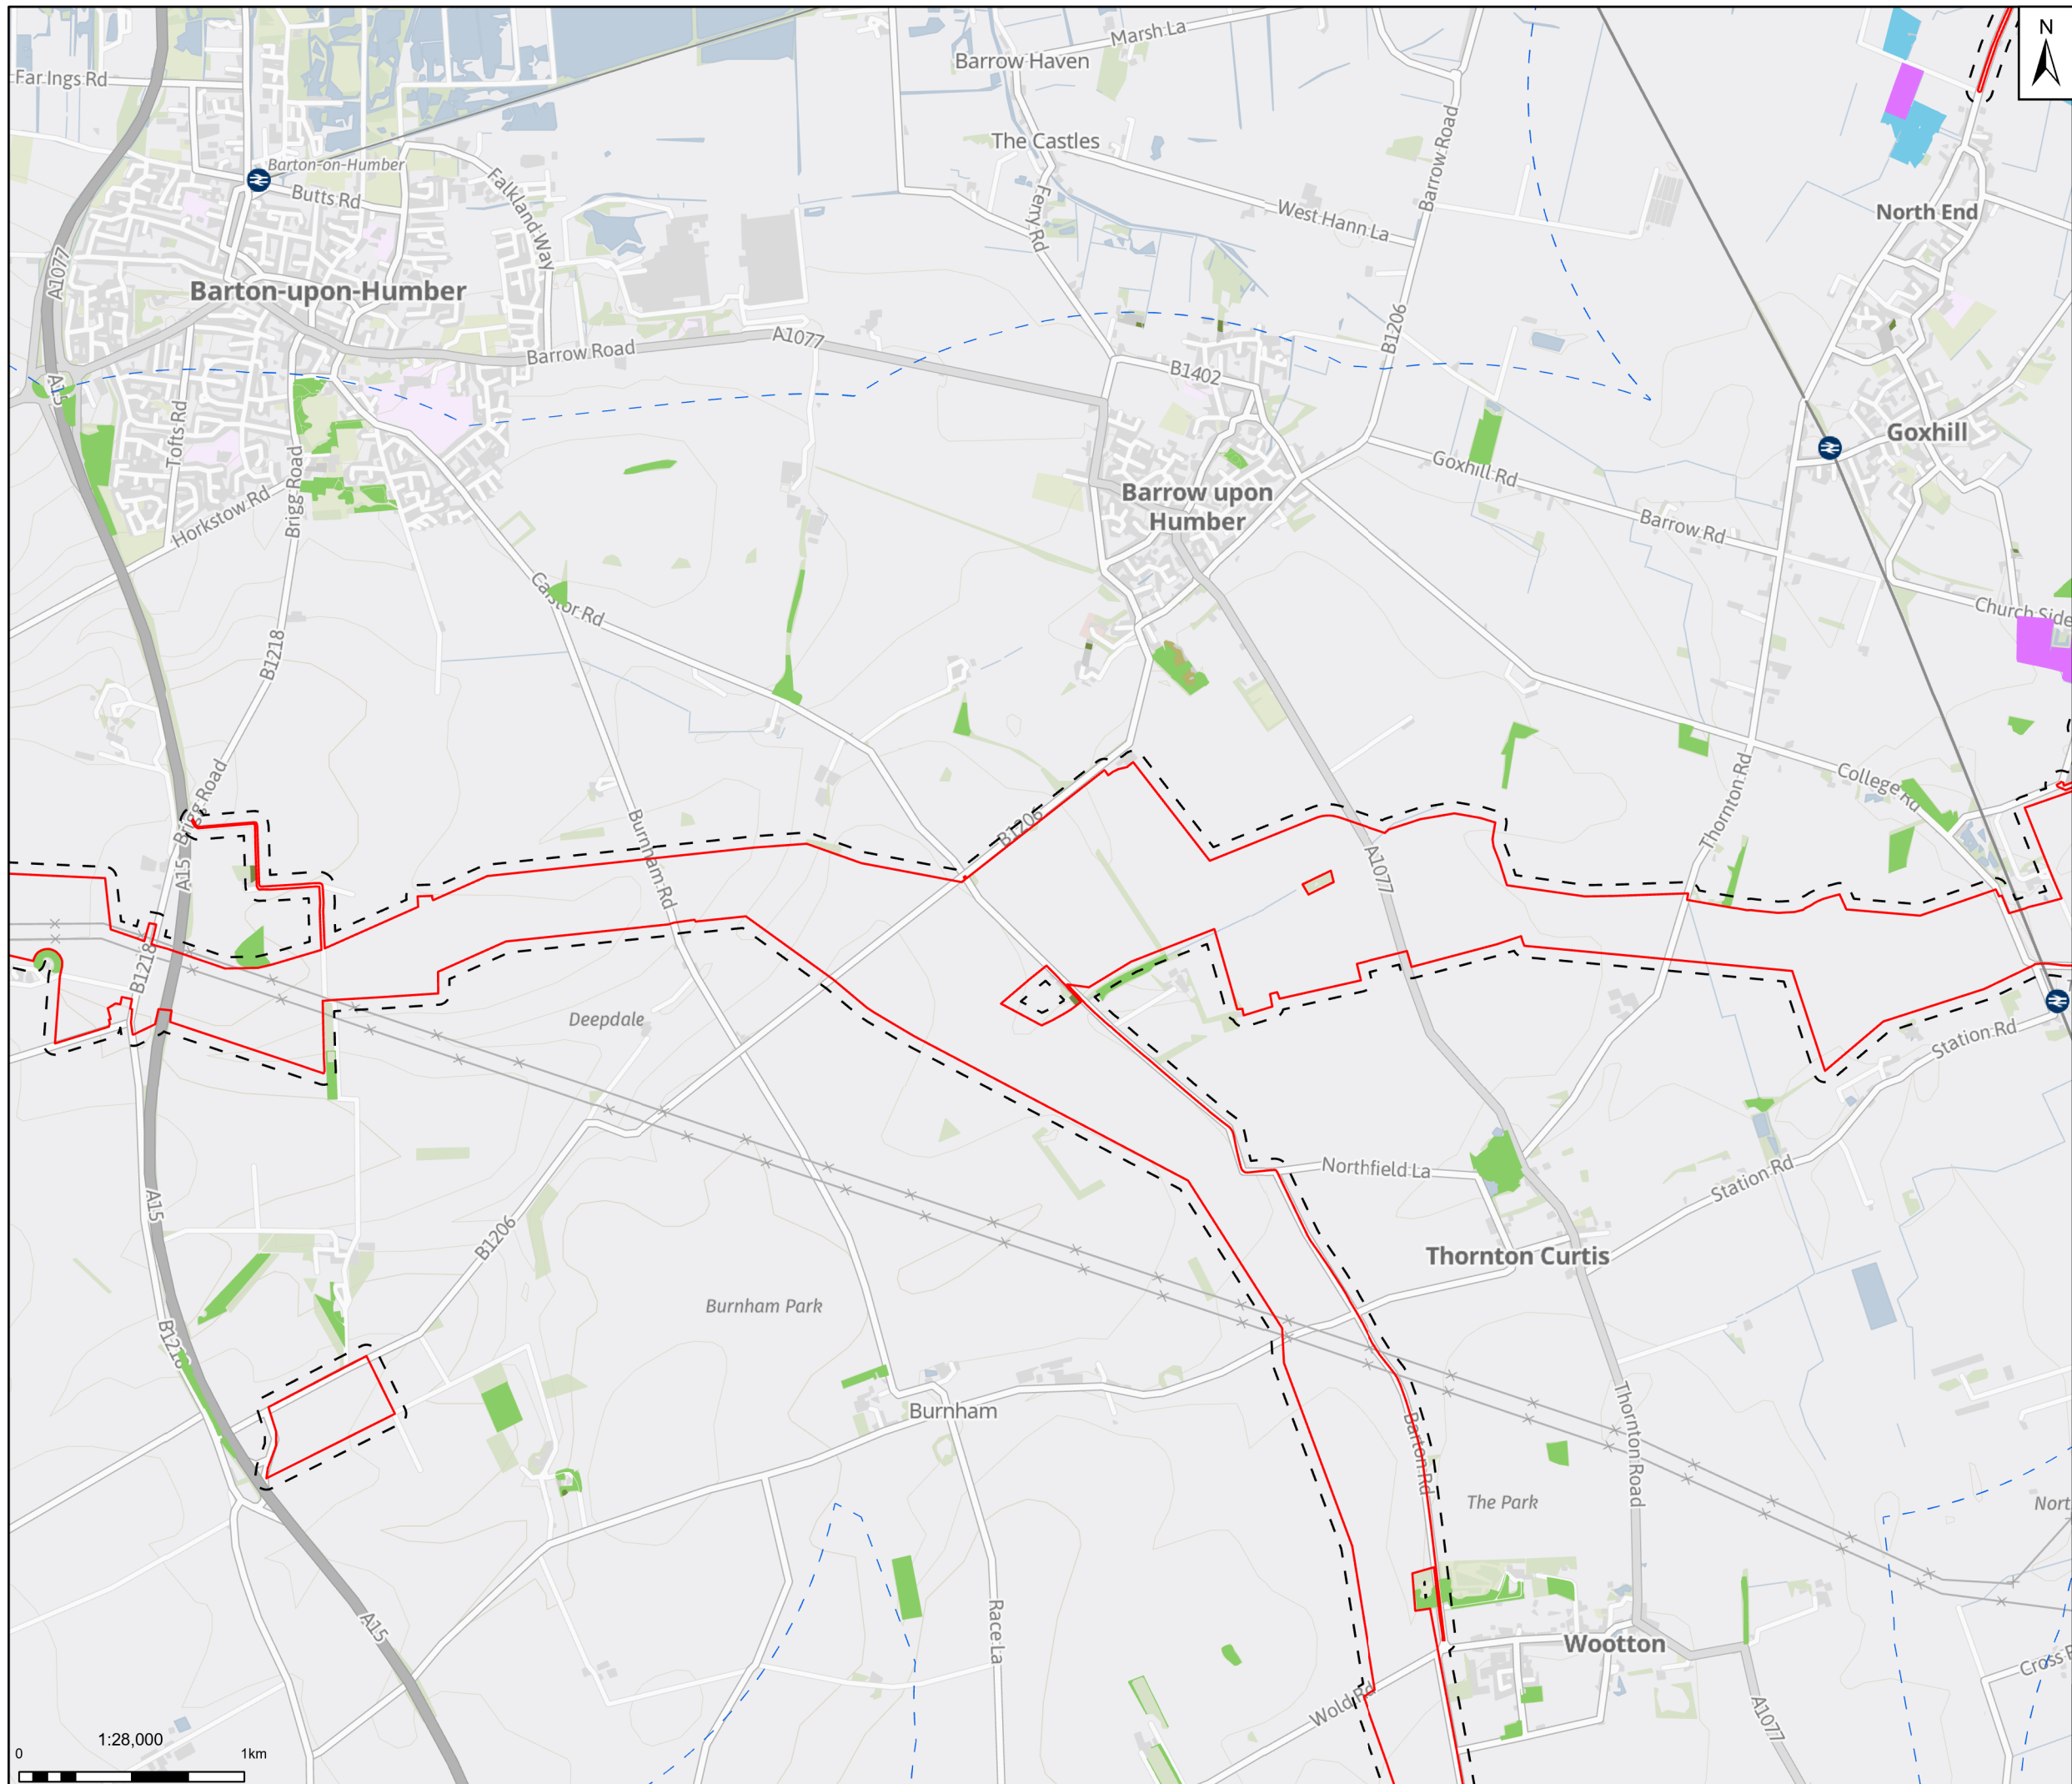 N
Marsh La
Barrow Haven
Far Ings Rd
The Castles
Barrow Road
Barton-on-Humber
Butts Rd
Falkland Way
Ferry Rd
West Hann La
North End
A1077
Barton-upon-Humber
B1206
A1077
Barrow Road
B1402
A15
Tofts Rd
Goxhill
Brigg Road
Goxhill Rd
Barrow upon
Humber
Horkstow Rd
Barrow Rd
Caistor Rd
Church Side
B1218
Brigg Road
College Rd
Thornton Rd
Burnham Rd
B1206
A1077
A15
B1218
Deepdale
Station Rd
Northfield La
Station Rd
A15
B1206
Thornton Curtis
Burnham Park
B1218
Burnham
Barton Rd
Thornton Road
The Park
A15
Race La
Wootton
Wold Rd
A1077
1:28,000
0
1km